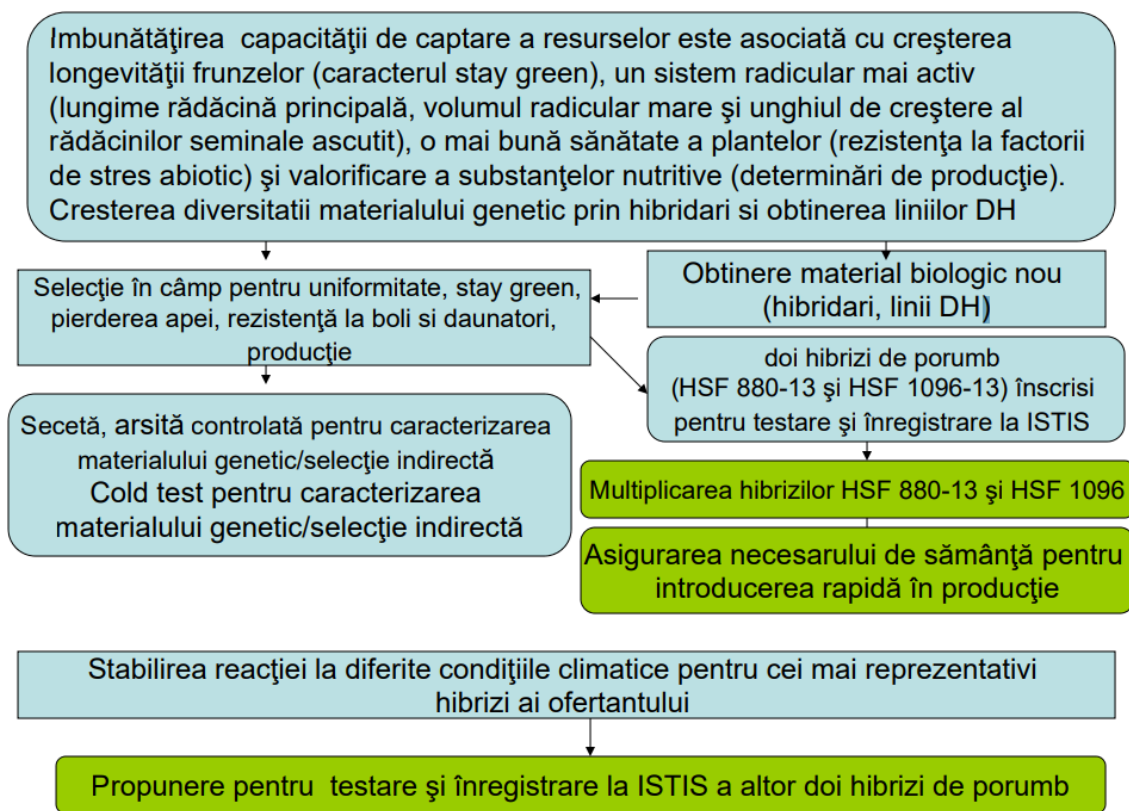 Imbunătăţirea capacităţii de captare a resurselor este asociată cu creşterea
longevităţii frunzelor (caracterul stay green), un sistem radicular mai activ
(lungime rădăcină principală, volumul radicular mare şi unghiul de creştere al
rădăcinilor seminale ascutit), o mai bună sănătate a plantelor (rezistenţa la factorii
de stres abiotic) şi valorificare a substanţelor nutritive (determinări de producţie).
Cresterea diversitatii materialului genetic prin hibridari si obtinerea liniilor DH
Selecţie în câmp pentru uniformitate, stay green,
pierderea apei, rezistenţă la boli si daunatori,
producţie
Obtinere material biologic nou
(hibridari, linii DH)
doi hibrizi de porumb
(HSF 880-13 şi HSF 1096-13) înscrisi
pentru testare şi înregistrare la ISTIS
Secetă, arsită controlată pentru caracterizarea
materialului genetic/selecţie indirectă
Cold test pentru caracterizarea
materialului genetic/selecţie indirectă
Multiplicarea hibrizilor HSF 880-13 şi HSF 1096
Asigurarea necesarului de sămânţă pentru
introducerea rapidă în producţie
Stabilirea reacţiei la diferite condiţiile climatice pentru cei mai reprezentativi
hibrizi ai ofertantului
Propunere pentru testare şi înregistrare la ISTIS a altor doi hibrizi de porumb